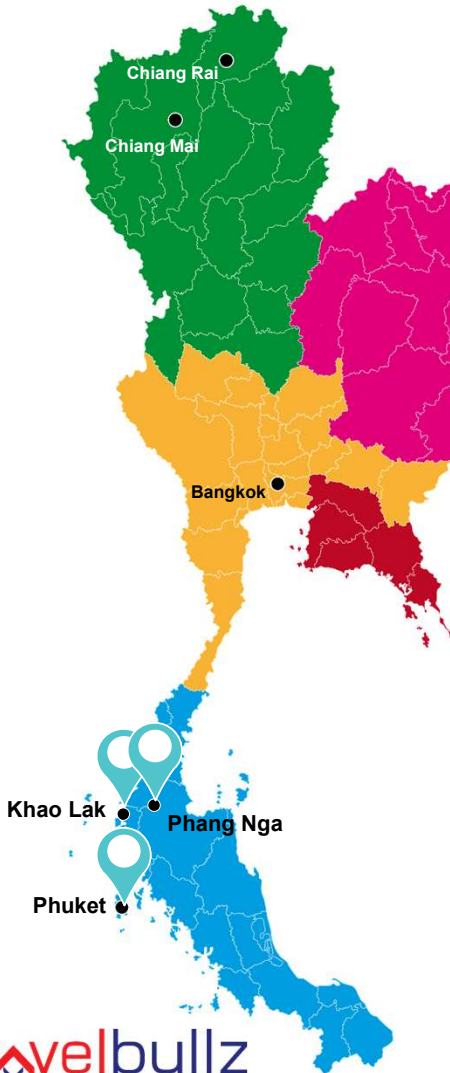 Chiang Rai
Chiang Mai
Bangkok
Khao Lak
Phang Nga
Phuket
velbullz